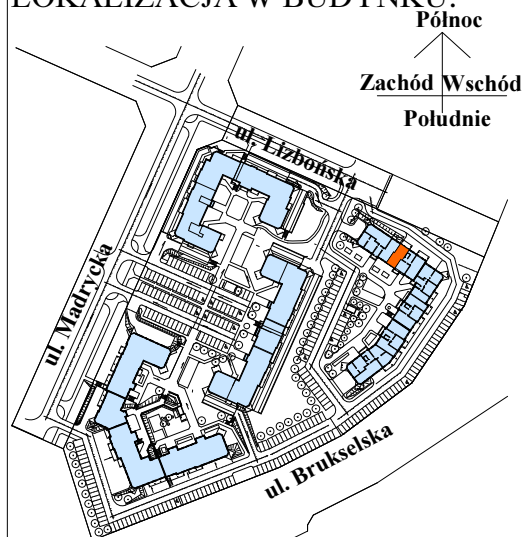 LOKALIZACJA W BUDYNKU:
Północ
Zachód Wschód
Południe
ul. Lizbońska
ul. Madrycka
ul. Brukselska